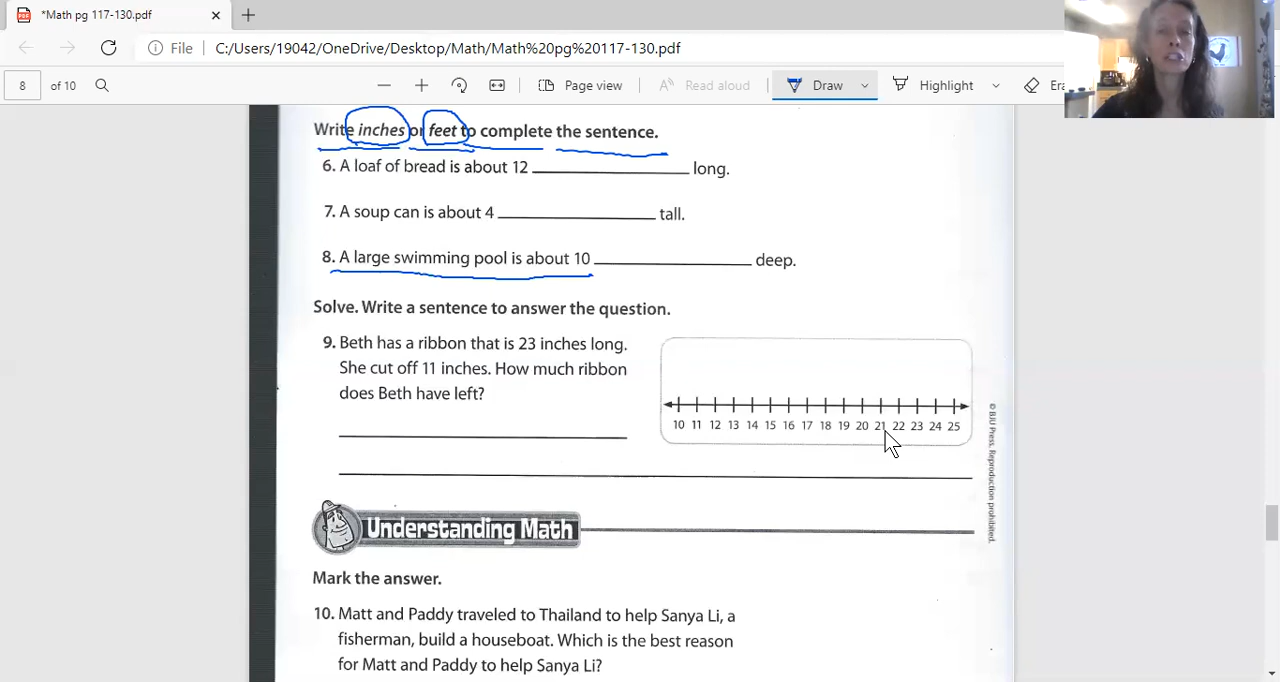 *Math pg 117-130.pdf
File C:/Users/19042/OneDrive/Desktop/Math/Math%20pg%20117-130.pdf
8 of 10 Page view Read aloud Draw Highlight
Write inches or feet to complete the sentence.
6. A loaf of bread is about 12 long.
7. A soup can is about 4 tall.
8. A large swimming pool is about 10 deep.
Solve. Write a sentence to answer the question.
9. Beth has a ribbon that is 23 inches long.
She cut off 11 inches. How much ribbon
does Beth have left?
10 11 12 13 14 15 16 17 18 19 20 21 22 23 24 25
© BJU Press. Reproduction prohibited.
Understanding Math
Mark the answer.
10. Matt and Paddy traveled to Thailand to help Sanya Li, a
fisherman, build a houseboat. Which is the best reason
for Matt and Paddy to help Sanya Li?